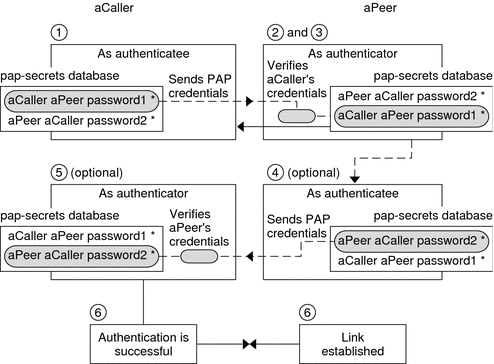 aCaller
aPeer
1
2 and 3
As authenticatee
As authenticator
pap-secrets database
Sends PAP
credentials
Verifies
aCaller's
credentials
pap-secrets database
aCaller aPeer password1 *
aPeer aCaller password2 *
aPeer aCaller password2 *
aCaller aPeer password1 *
5 (optional)
4 (optional)
As authenticator
As authenticatee
pap-secrets database
Verifies
aPeer's
credentials
Sends PAP
credentials
pap-secrets database
aCaller aPeer password1 *
aPeer aCaller password2 *
aPeer aCaller password2 *
aCaller aPeer password1 *
6
6
Authentication is
successful
Link
established